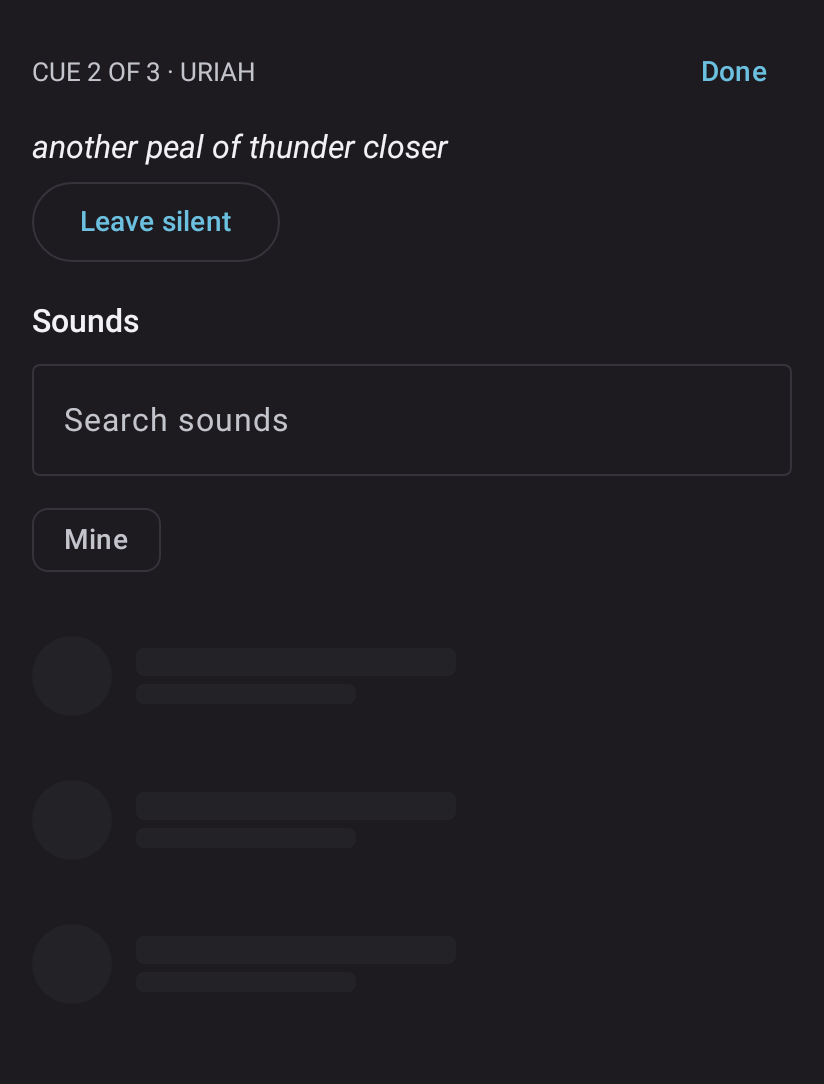 CUE 2 OF 3 · URIAH
Done
another peal of thunder closer
Leave silent
Sounds
Search sounds
Mine